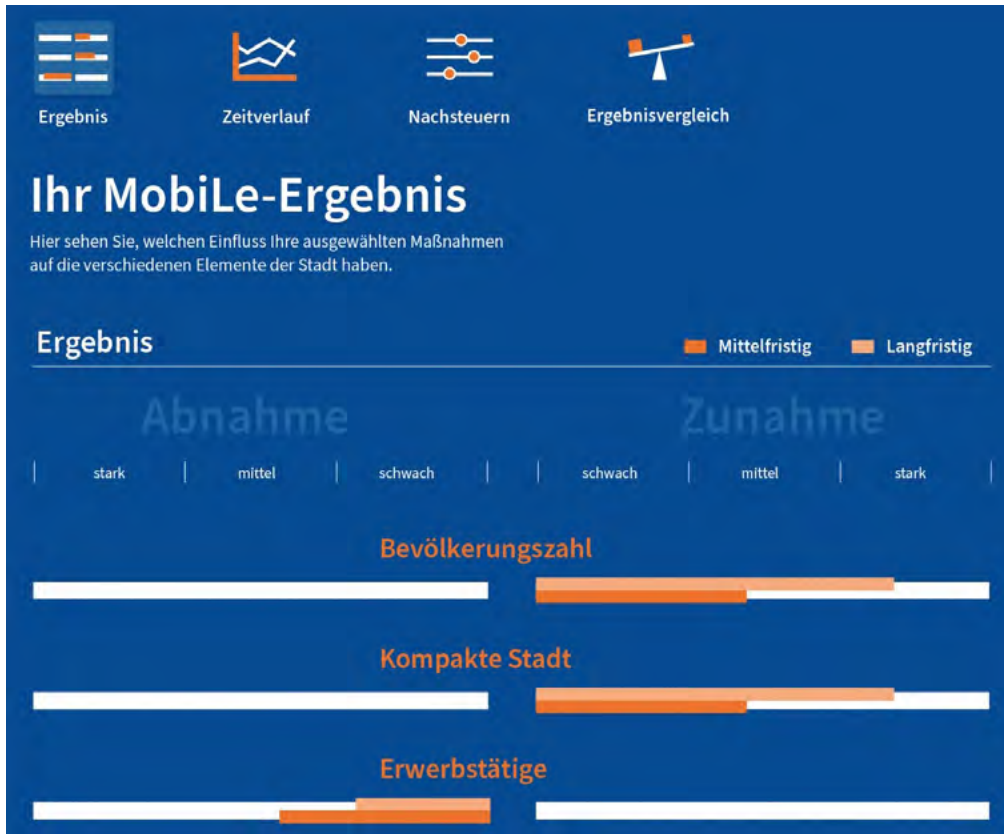 Ergebnis
Zeitverlauf
Nachsteuern
Ergebnisvergleich
Ihr MobiLe-Ergebnis
Hier sehen Sie, welchen Einfluss Ihre ausgewählten Maßnahmen
auf die verschiedenen Elemente der Stadt haben.
Ergebnis
Mittelfristig
Langfristig
Abnahme
Zunahme
stark
mittel
schwach
schwach
mittel
stark
Bevölkerungszahl
Kompakte Stadt
Erwerbstätige